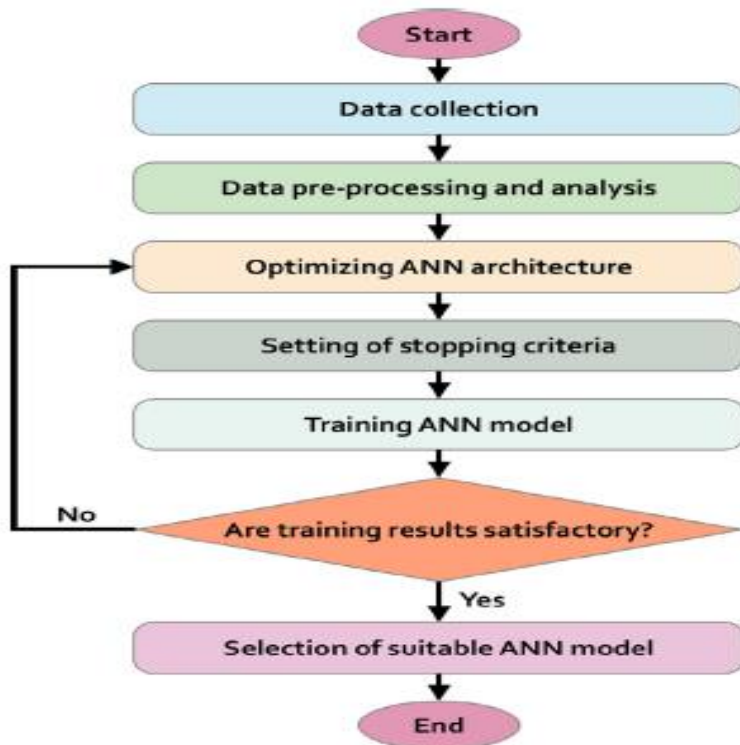 Start
Data collection
Data pre-processing and analysis
Optimizing ANN architecture
Setting of stopping criteria
Training ANN model
No
Are training results satisfactory?
Yes
Selection of suitable ANN model
End